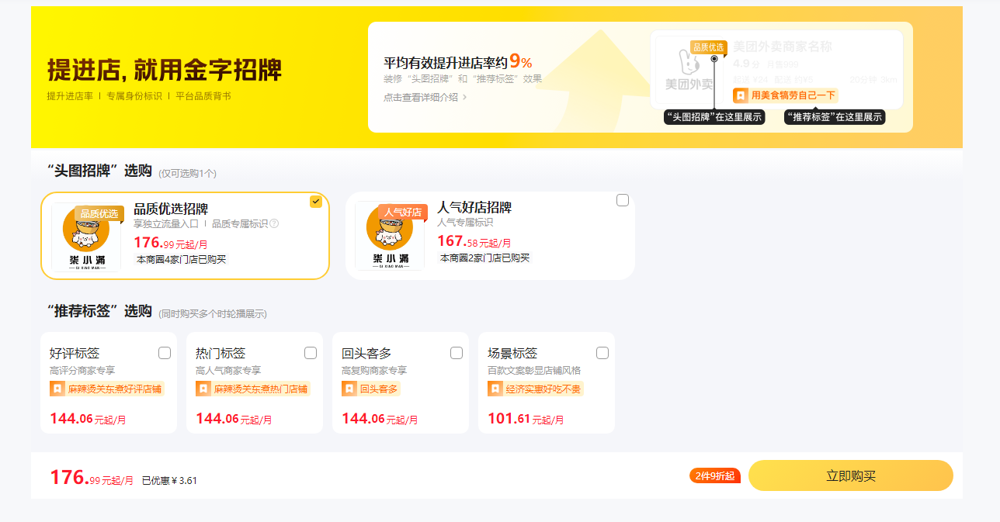 提进店, 就用金字招牌
提升进店率 | 专属身份标识 | 平台品质背书
平均有效提升进店率约9%
装修“头图招牌”和“推荐标签”效果
点击查看详细介绍 >
品质优选
美团外卖
美团外卖商家名称
4.9分 月售999
起送 ¥24 配送 约¥5 20分钟 3km
用美食犒劳自己一下
“头图招牌”在这里展示
“推荐标签”在这里展示
“头图招牌”选购 (仅可选购1个)
品质优选
柒小满
QI XIAO MAN
品质优选招牌
享独立流量入口 | 品质专属标识?
176.99元起/月
本商圈4家门店已购买
人气好店
柒小满
QI XIAO MAN
人气好店招牌
人气专属标识
167.58元起/月
本商圈2家门店已购买
“推荐标签”选购 (同时购买多个时轮播展示)
好评标签
高评分商家专享
麻辣烫关东煮好评店铺
144.06元起/月
热门标签
高人气商家专享
麻辣烫关东煮热门店铺
144.06元起/月
回头客多
高复购商家专享
回头客多
144.06元起/月
场景标签
百款文案彰显店铺风格
经济实惠好吃不贵
101.61元起/月
176.99元起/月 已优惠¥3.61
2件9折起
立即购买